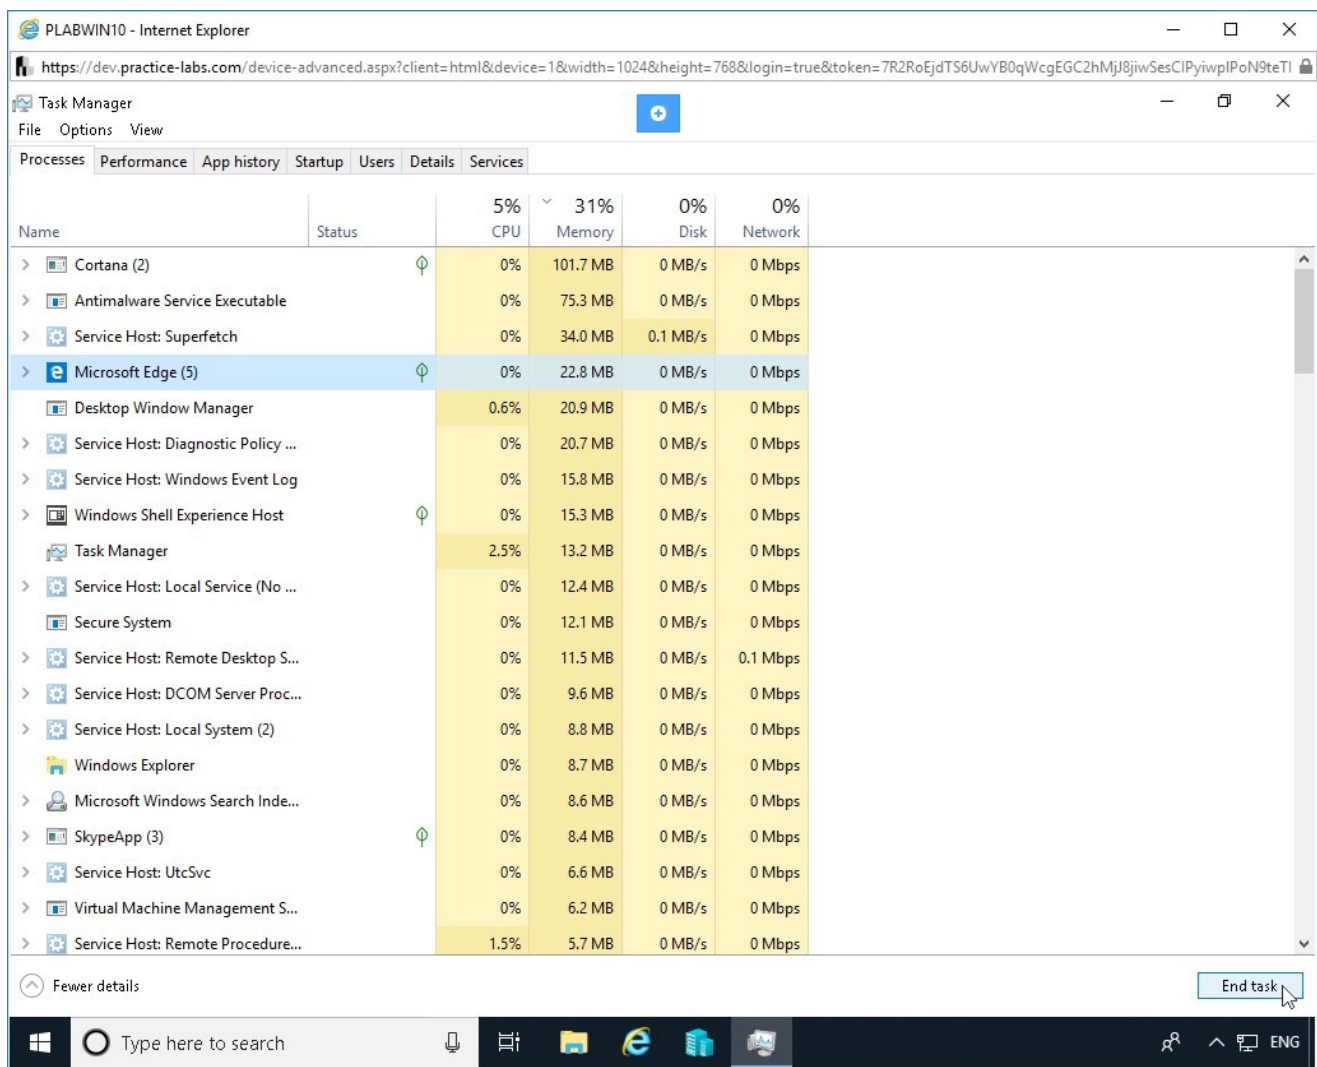 PLABWIN10 - Internet Explorer
https://dev.practice-labs.com/device-advanced.aspx?client=html&device=1&width=1024&height=768&login=true&token=7R2RoEjdTS6UwYB0qWcgEGC2hMjJ8jiwSesCIPyiwpIPoN9teTI
Task Manager
File Options View
Processes Performance App history Startup Users Details Services
5% 31% 0% 0%
Name Status CPU Memory Disk Network
Cortana (2) 0% 101.7 MB 0 MB/s 0 Mbps
Antimalware Service Executable 0% 75.3 MB 0 MB/s 0 Mbps
Service Host: Superfetch 0% 34.0 MB 0.1 MB/s 0 Mbps
Microsoft Edge (5) 0% 22.8 MB 0 MB/s 0 Mbps
Desktop Window Manager 0.6% 20.9 MB 0 MB/s 0 Mbps
Service Host: Diagnostic Policy ... 0% 20.7 MB 0 MB/s 0 Mbps
Service Host: Windows Event Log 0% 15.8 MB 0 MB/s 0 Mbps
Windows Shell Experience Host 0% 15.3 MB 0 MB/s 0 Mbps
Task Manager 2.5% 13.2 MB 0 MB/s 0 Mbps
Service Host: Local Service (No ... 0% 12.4 MB 0 MB/s 0 Mbps
Secure System 0% 12.1 MB 0 MB/s 0 Mbps
Service Host: Remote Desktop S... 0% 11.5 MB 0 MB/s 0.1 Mbps
Service Host: DCOM Server Proc... 0% 9.6 MB 0 MB/s 0 Mbps
Service Host: Local System (2) 0% 8.8 MB 0 MB/s 0 Mbps
Windows Explorer 0% 8.7 MB 0 MB/s 0 Mbps
Microsoft Windows Search Inde... 0% 8.6 MB 0 MB/s 0 Mbps
SkypeApp (3) 0% 8.4 MB 0 MB/s 0 Mbps
Service Host: UtcSvc 0% 6.6 MB 0 MB/s 0 Mbps
Virtual Machine Management S... 0% 6.2 MB 0 MB/s 0 Mbps
Service Host: Remote Procedure... 1.5% 5.7 MB 0 MB/s 0 Mbps
Fewer details End task
Type here to search ENG